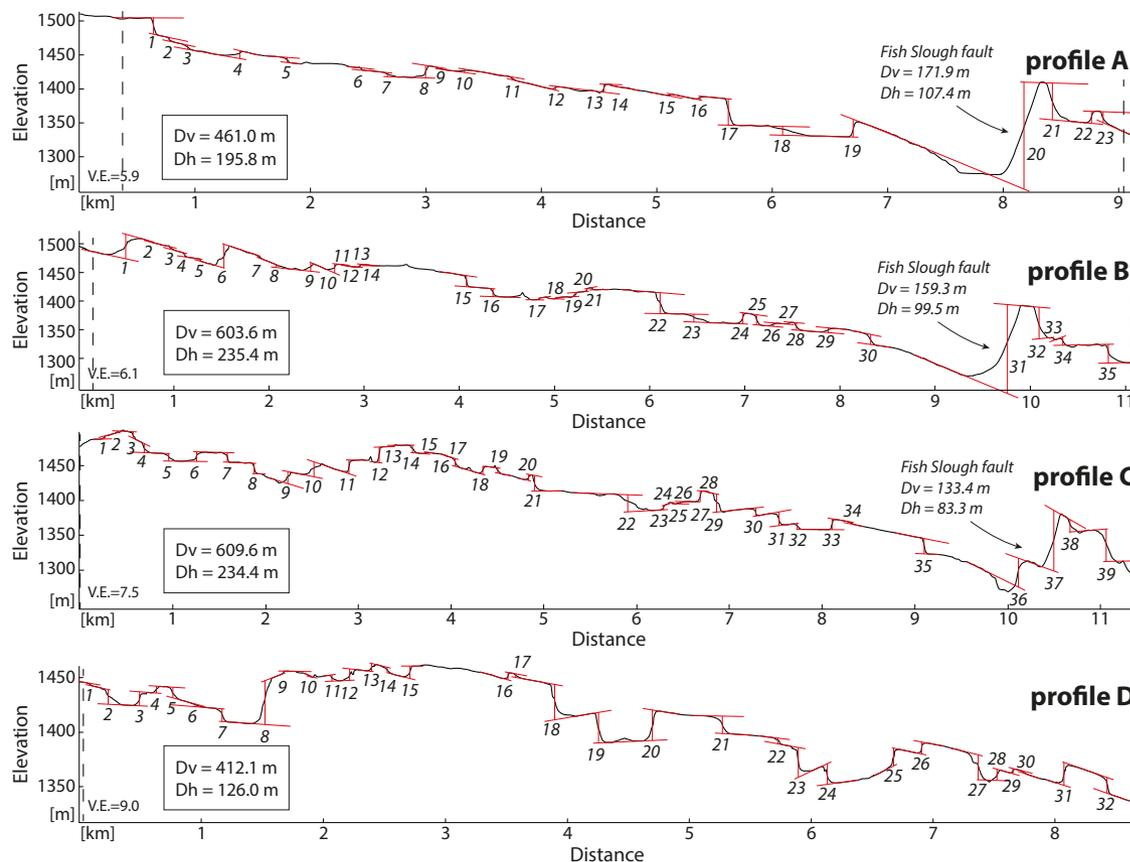 1500
1400
1300
[m]
Elevation
Fish Slough fault
Dv = 171.9 m
Dh = 107.4 m
profile A
Dv = 461.0 m
Dh = 195.8 m
V.E.=5.9
1 2 3 4 5 6 7 8 9 10 11 12 13 14 15 16 17 18 19 20 21 22 23
[km] 1 2 3 4 5 6 7 8 9
Distance
1500
1450
1400
1350
1300
[m]
Elevation
Fish Slough fault
Dv = 159.3 m
Dh = 99.5 m
profile B
Dv = 603.6 m
Dh = 235.4 m
V.E.=6.1
1 2 3 4 5 6 7 8 9 10 11 12 13 14 15 16 17 18 19 20 21 22 23 24 25 26 27 28 29 30 31 32 33 34 35
[km] 1 2 3 4 5 6 7 8 9 10 11
Distance
1450
1400
1350
1300
[m]
Elevation
Fish Slough fault
Dv = 133.4 m
Dh = 83.3 m
profile C
Dv = 609.6 m
Dh = 234.4 m
V.E.=7.5
1 2 3 4 5 6 7 8 9 10 11 12 13 14 15 16 17 18 19 20 21 22 23 24 25 26 27 28 29 30 31 32 33 34 35 36 37 38 39
[km] 1 2 3 4 5 6 7 8 9 10 11
Distance
1450
1400
1350
[m]
Elevation
profile D
Dv = 412.1 m
Dh = 126.0 m
V.E.=9.0
1 2 3 4 5 6 7 8 9 10 11 12 13 14 15 16 17 18 19 20 21 22 23 24 25 26 27 28 29 30 31 32
[km] 1 2 3 4 5 6 7 8
Distance